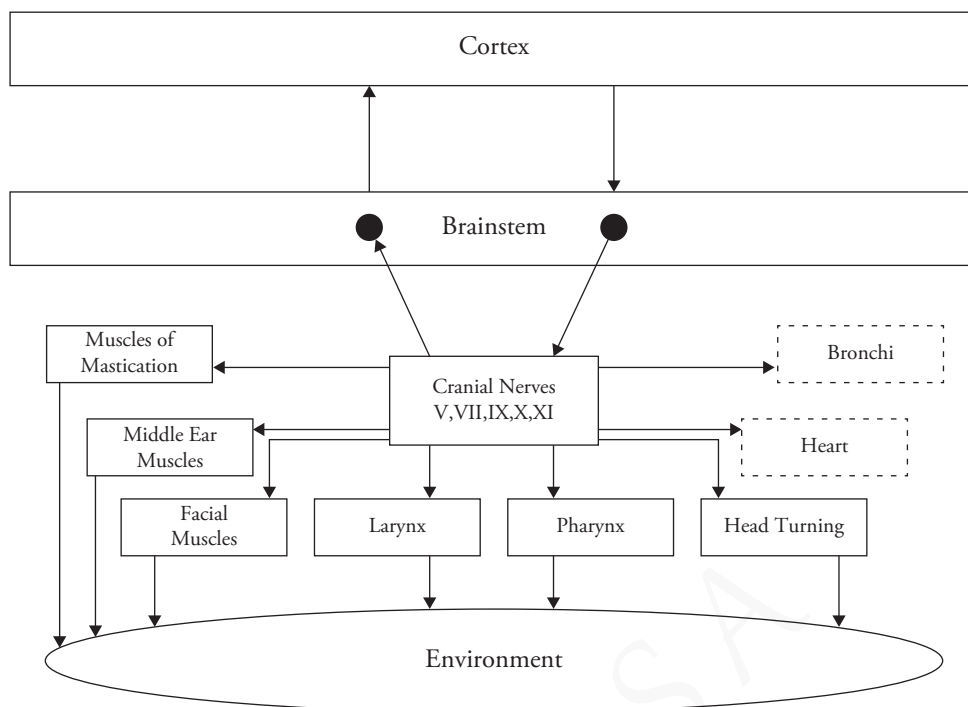 Cortex
Brainstem
Muscles of
Mastication
Cranial Nerves
V,VII,IX,X,XI
Bronchi
Middle Ear
Muscles
Heart
Facial
Muscles
Larynx
Pharynx
Head Turning
Environment
S A